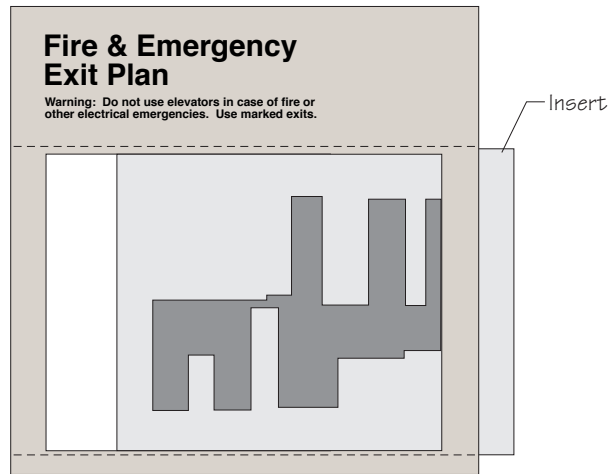 Fire & Emergency
Exit Plan
Warning: Do not use elevators in case of fire or
other electrical emergencies. Use marked exits.
Insert